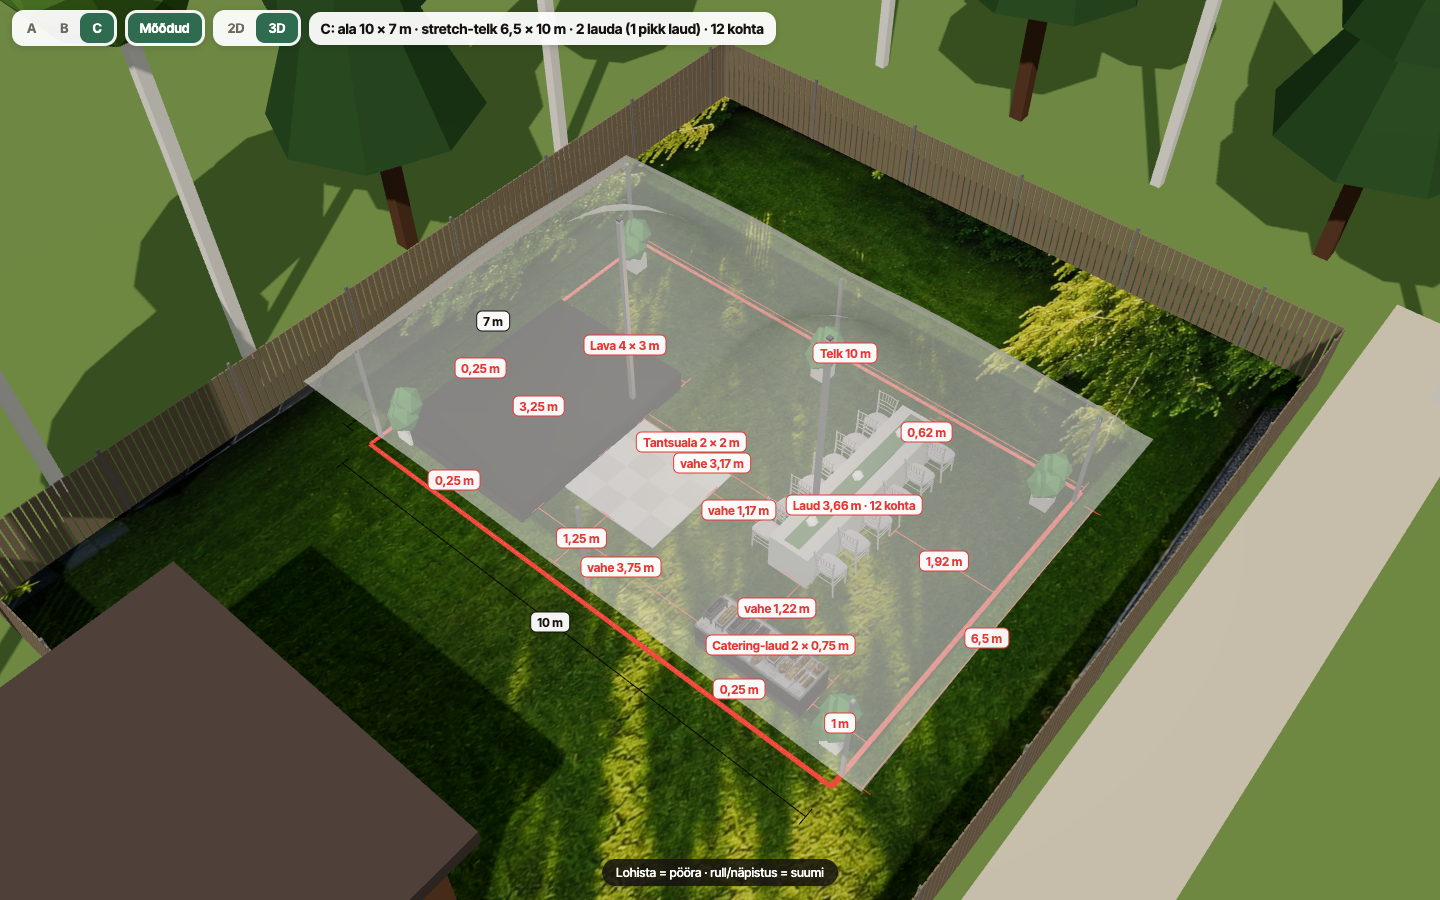 A B C Mõõdud 2D 3D C: ala 10 × 7 m · stretch-telk 6,5 × 10 m · 2 lauda (1 pikk laud) · 12 kohta
7 m
Lava 4 × 3 m
Telk 10 m
0,25 m
3,25 m
0,62 m
Tantsuala 2 × 2 m
vahe 3,17 m
0,25 m
vahe 1,17 m
Laud 3,66 m · 12 kohta
1,25 m
1,92 m
vahe 3,75 m
vahe 1,22 m
10 m
6,5 m
Catering-laud 2 × 0,75 m
0,25 m
1 m
Lohista = pööra · rull/näpistus = suumi